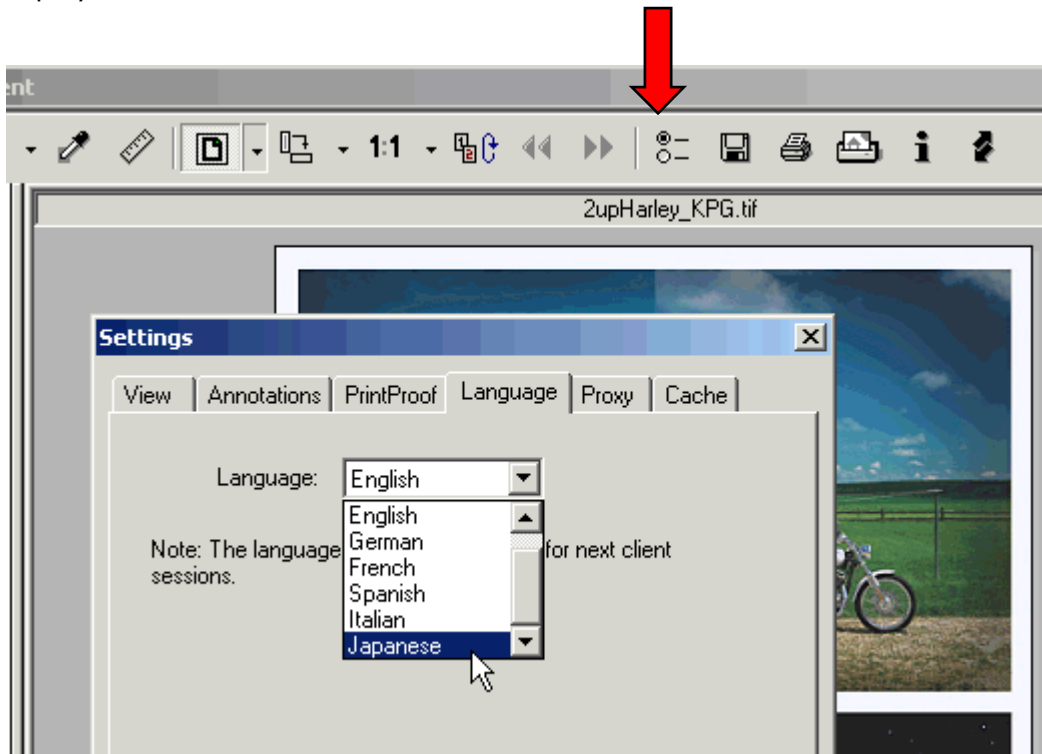 ent
1:1
2upHarley_KPG.tif
Settings
View Annotations PrintProof Language Proxy Cache
Language: English
English
German
French
Spanish
Italian
Japanese
Note: The language for next client
sessions.